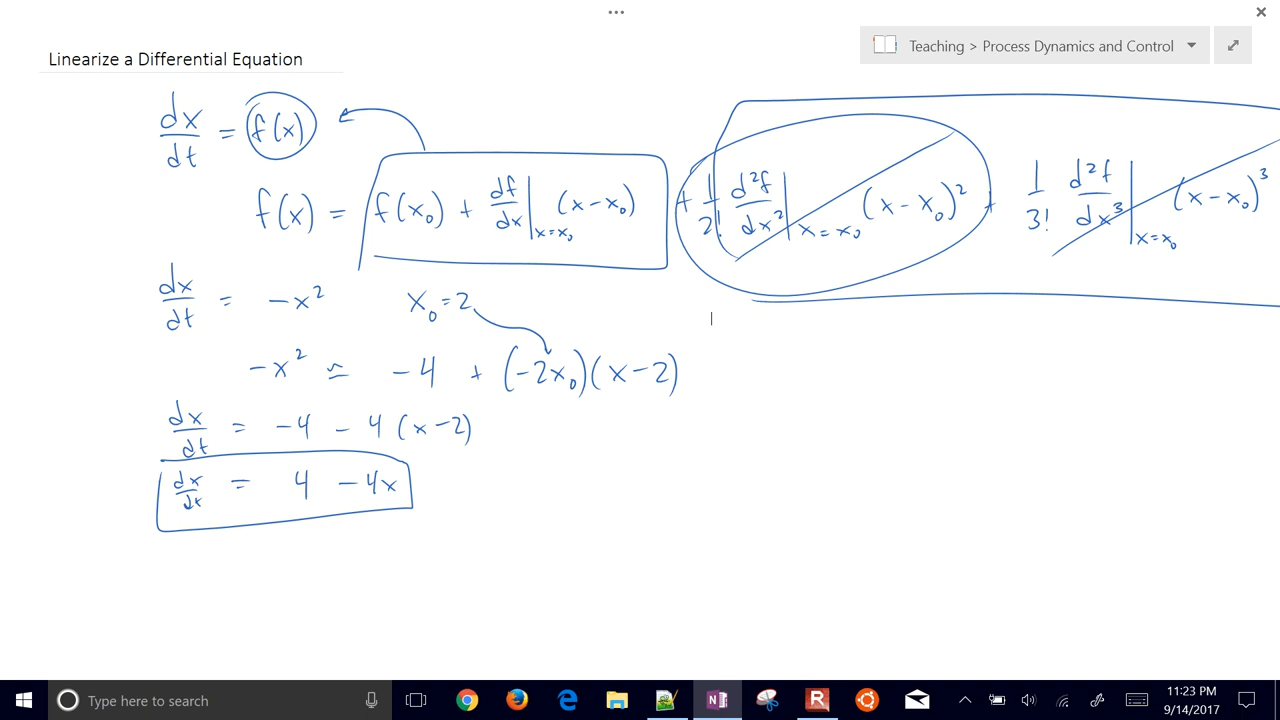 Teaching > Process Dynamics and Control
Linearize a Differential Equation
dx/dt = f(x)
f(x) = f(x₀) + df/dx|ₓ₌ₓ₀ (x − x₀) + 1/2! d²f/dx²|ₓ₌ₓ₀ (x − x₀)² + 1/3! d²f/dx³|ₓ₌ₓ₀ (x − x₀)³
dx/dt = −x² x₀ = 2
−x² ≃ −4 + (−2x₀)(x − 2)
dx/dt = −4 − 4(x − 2)
dx/dt = 4 − 4x
Type here to search
11:23 PM
9/14/2017